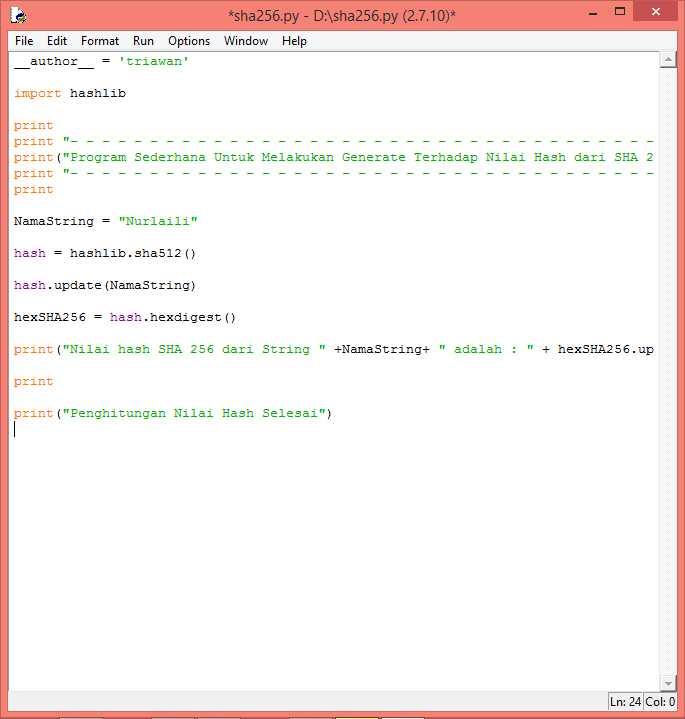 *sha256.py - D:\sha256.py (2.7.10)*
File Edit Format Run Options Window Help
__author__ = 'triawan'
import hashlib
print
print "- - - - - - - - - - - - - - - - - - - - - - - - - - - - - - - - - - - - -
print("Program Sederhana Untuk Melakukan Generate Terhadap Nilai Hash dari SHA 2
print "- - - - - - - - - - - - - - - - - - - - - - - - - - - - - - - - - - - - -
print
NamaString = "Nurlaili"
hash = hashlib.sha512()
hash.update(NamaString)
hexSHA256 = hash.hexdigest()
print("Nilai hash SHA 256 dari String " +NamaString+ " adalah : " + hexSHA256.up
print
print("Penghitungan Nilai Hash Selesai")
Ln: 24 Col: 0